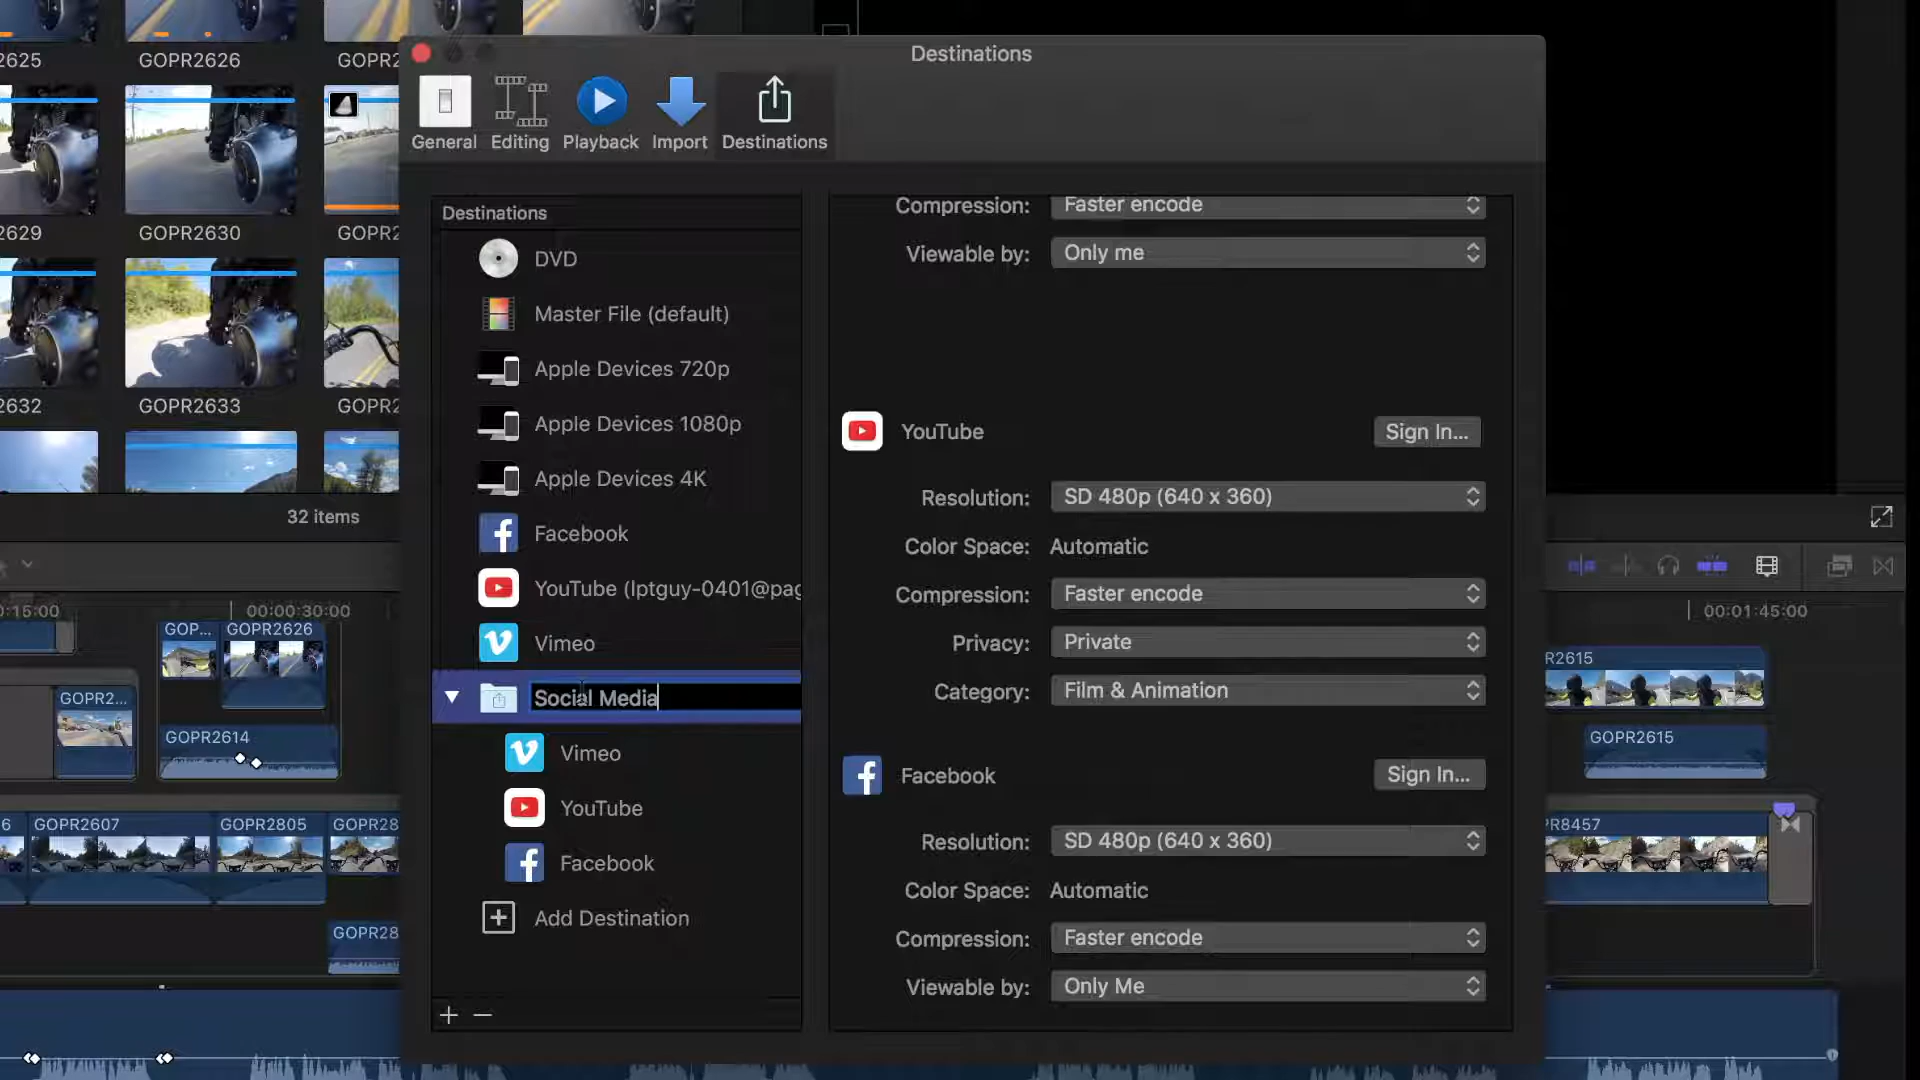 Destinations
General Editing Playback Import Destinations
2625 GOPR2626 GOPR2
2629 GOPR2630 GOPR2
2632 GOPR2633 GOPR2
32 items
Destinations
DVD
Master File (default)
Apple Devices 720p
Apple Devices 1080p
Apple Devices 4K
Facebook
YouTube (lptguy-0401@pag
Vimeo
Social Media
Vimeo
YouTube
Facebook
Add Destination
Compression: Faster encode
Viewable by: Only me
YouTube Sign In...
Resolution: SD 480p (640 x 360)
Color Space: Automatic
Compression: Faster encode
Privacy: Private
Category: Film & Animation
Facebook Sign In...
Resolution: SD 480p (640 x 360)
Color Space: Automatic
Compression: Faster encode
Viewable by: Only Me
0:15:00 00:00:30:00 00:01:45:00
GOP... GOPR2626
GOPR2...
GOPR2614
6 GOPR2607 GOPR2805 GOPR28
GOPR28
R2615
GOPR2615
PR8457